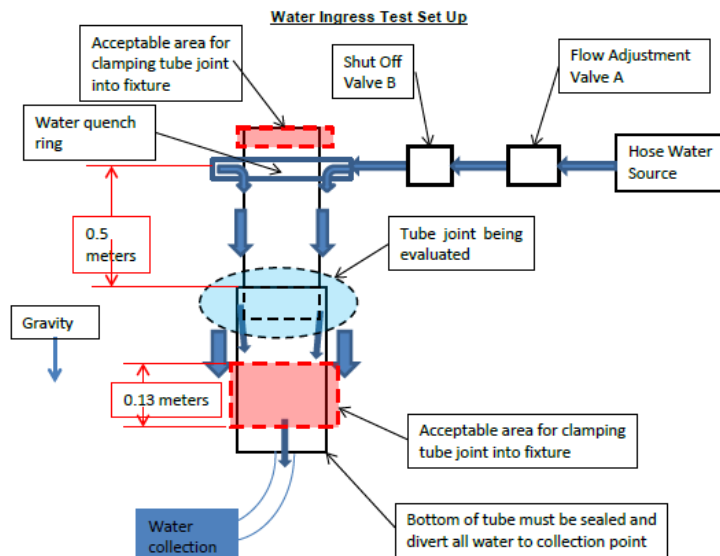 Water Ingress Test Set Up
Acceptable area for
clamping tube joint
into fixture
Shut Off
Valve B
Flow Adjustment
Valve A
Water quench
ring
Hose Water
Source
0.5
meters
Tube joint being
evaluated
Gravity
0.13 meters
Acceptable area for clamping
tube joint into fixture
Water
collection
Bottom of tube must be sealed and
divert all water to collection point